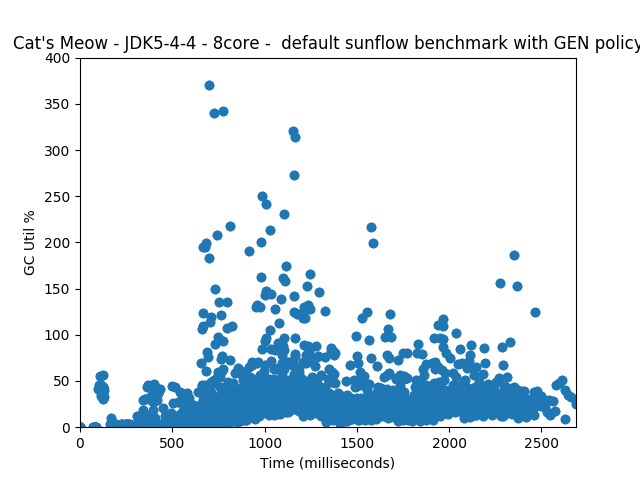 Cat's Meow - JDK5-4-4 - 8core -  default sunflow benchmark with GEN policy
400
350
300
250
200
150
100
50
0
GC Util %
0 500 1000 1500 2000 2500
Time (milliseconds)